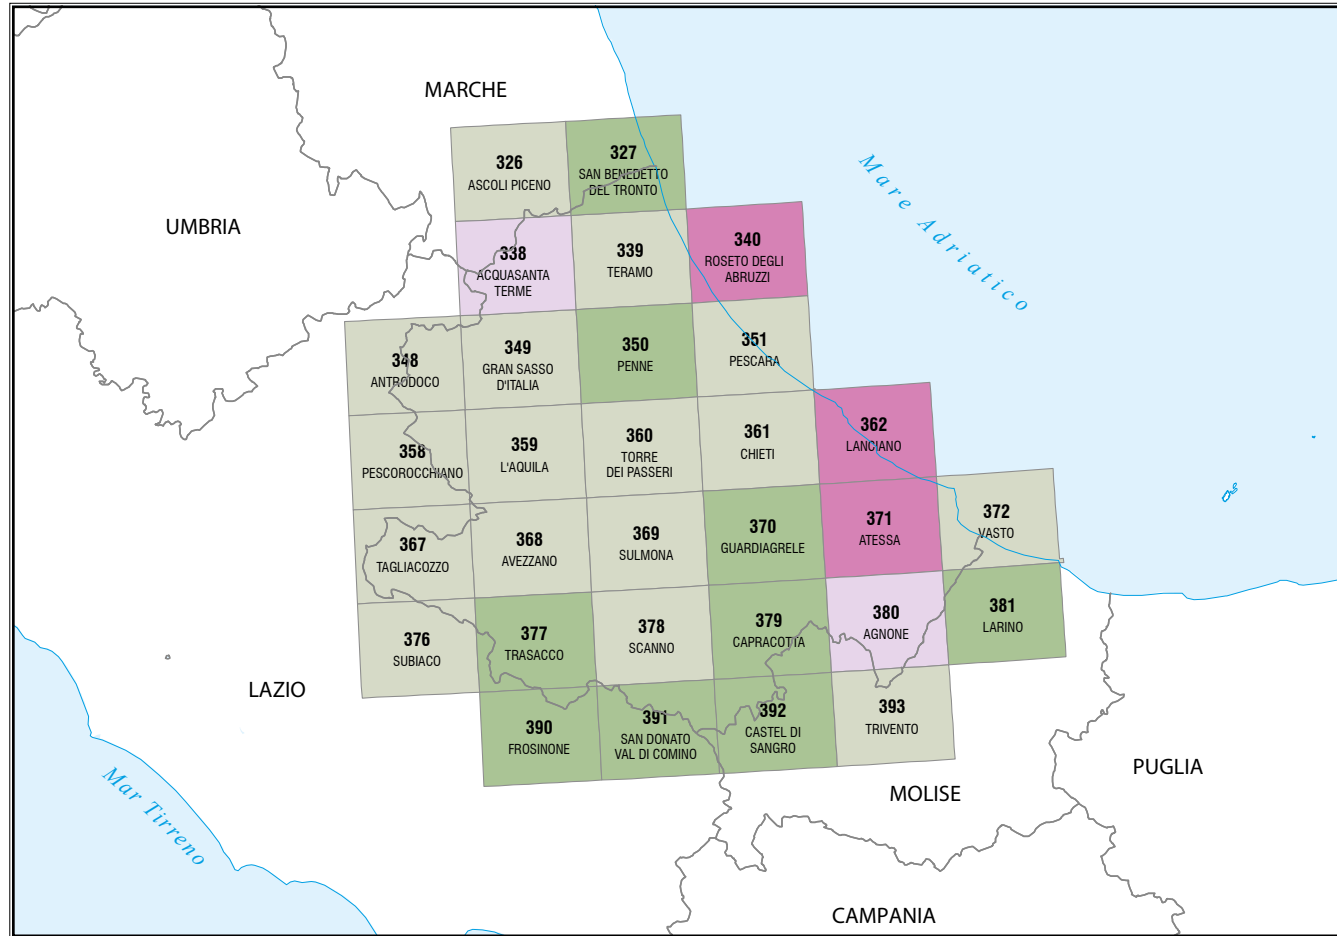 MARCHE
UMBRIA
Mare Adriatico
326
ASCOLI PICENO
327
SAN BENEDETTO
DEL TRONTO
338
ACQUASANTA
TERME
339
TERAMO
340
ROSETO DEGLI
ABRUZZI
348
ANTRODOCO
349
GRAN SASSO
D'ITALIA
350
PENNE
351
PESCARA
358
PESCOROCCHIANO
359
L'AQUILA
360
TORRE
DEI PASSERI
361
CHIETI
362
LANCIANO
367
TAGLIACOZZO
368
AVEZZANO
369
SULMONA
370
GUARDIAGRELE
371
ATESSA
372
VASTO
376
SUBIACO
377
TRASACCO
378
SCANNO
379
CAPRACOTTA
380
AGNONE
381
LARINO
390
FROSINONE
391
SAN DONATO
VAL DI COMINO
392
CASTEL DI
SANGRO
393
TRIVENTO
LAZIO
Mar Tirreno
MOLISE
PUGLIA
CAMPANIA